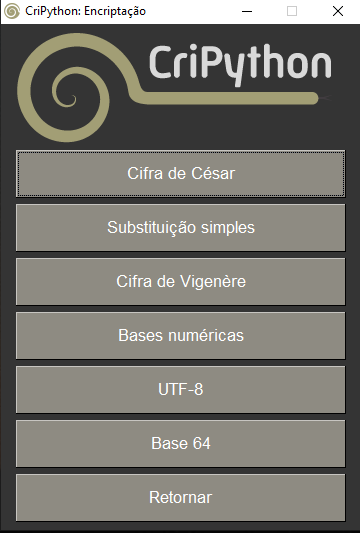 CriPython: Encriptação
CriPython
Cifra de César
Substituição simples
Cifra de Vigenère
Bases numéricas
UTF-8
Base 64
Retornar